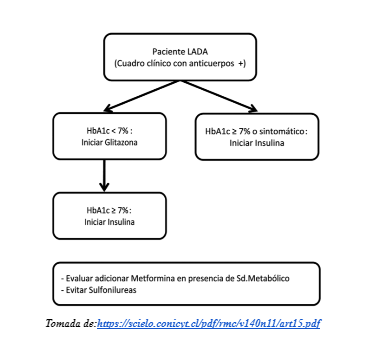 Paciente LADA
(Cuadro clínico con anticuerpos +)
HbA1c < 7% :
Iniciar Glitazona
HbA1c ≥ 7% o sintomático:
Iniciar Insulina
HbA1c ≥ 7% :
Iniciar Insulina
- Evaluar adicionar Metformina en presencia de Sd.Metabólico
- Evitar Sulfonilureas
Tomada de:https://scielo.conicyt.cl/pdf/rmc/v140n11/art15.pdf